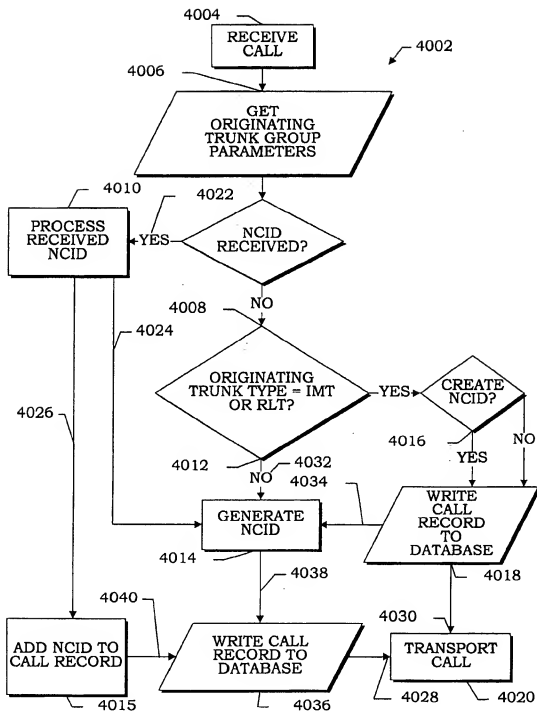 4004
RECEIVE
CALL
4002
4006
GET
ORIGINATING
TRUNK GROUP
PARAMETERS
4010
4022
PROCESS
RECEIVED
NCID
YES
NCID
RECEIVED?
4008
NO
4024
ORIGINATING
TRUNK TYPE = IMT
OR RLT?
YES
CREATE
NCID?
4026
4016
NO
4012
NO
4032
YES
4034
GENERATE
NCID
WRITE
CALL
RECORD
TO
DATABASE
4014
4038
4018
4040
4030
ADD NCID TO
CALL RECORD
WRITE CALL
RECORD TO
DATABASE
TRANSPORT
CALL
4015
4036
4028
4020